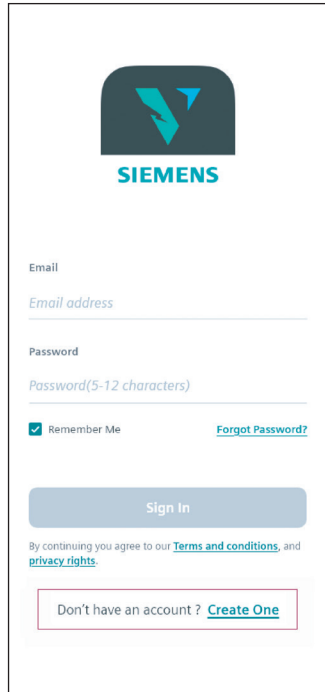 SIEMENS
Email
Email address
Password
Password(5-12 characters)
Remember Me Forgot Password?
Sign In
By continuing you agree to our Terms and conditions, and
privacy rights.
Don't have an account ? Create One